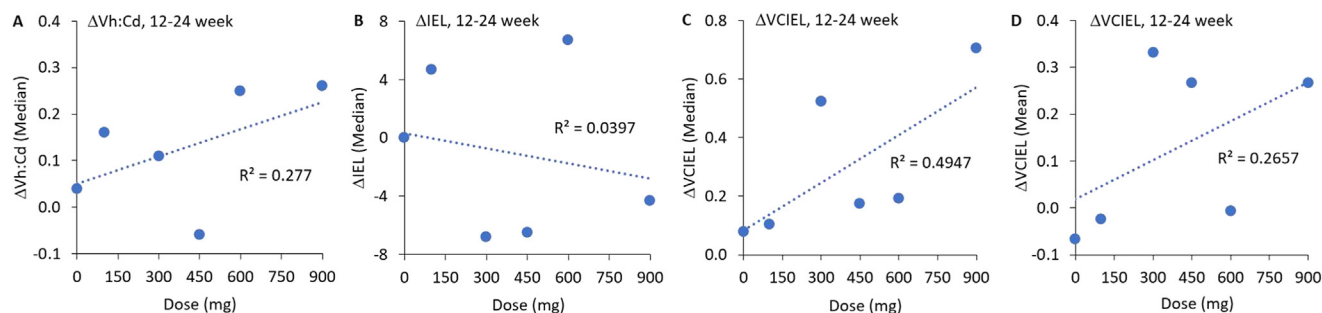 A ΔVh:Cd, 12-24 week
ΔVh:Cd (Median)
0.4
0.3
0.2
0.1
0.0
-0.1
R² = 0.277
0 150 300 450 600 750 900
Dose (mg)
B ΔIEL, 12-24 week
ΔIEL (Median)
8
4
0
-4
-8
R² = 0.0397
0 150 300 450 600 750 900
Dose (mg)
C ΔVCIEL, 12-24 week
ΔVCIEL (Median)
0.8
0.6
0.4
0.2
0.0
R² = 0.4947
0 150 300 450 600 750 900
Dose (mg)
D ΔVCIEL, 12-24 week
ΔVCIEL (Mean)
0.4
0.3
0.2
0.1
0.0
-0.1
R² = 0.2657
0 150 300 450 600 750 900
Dose (mg)